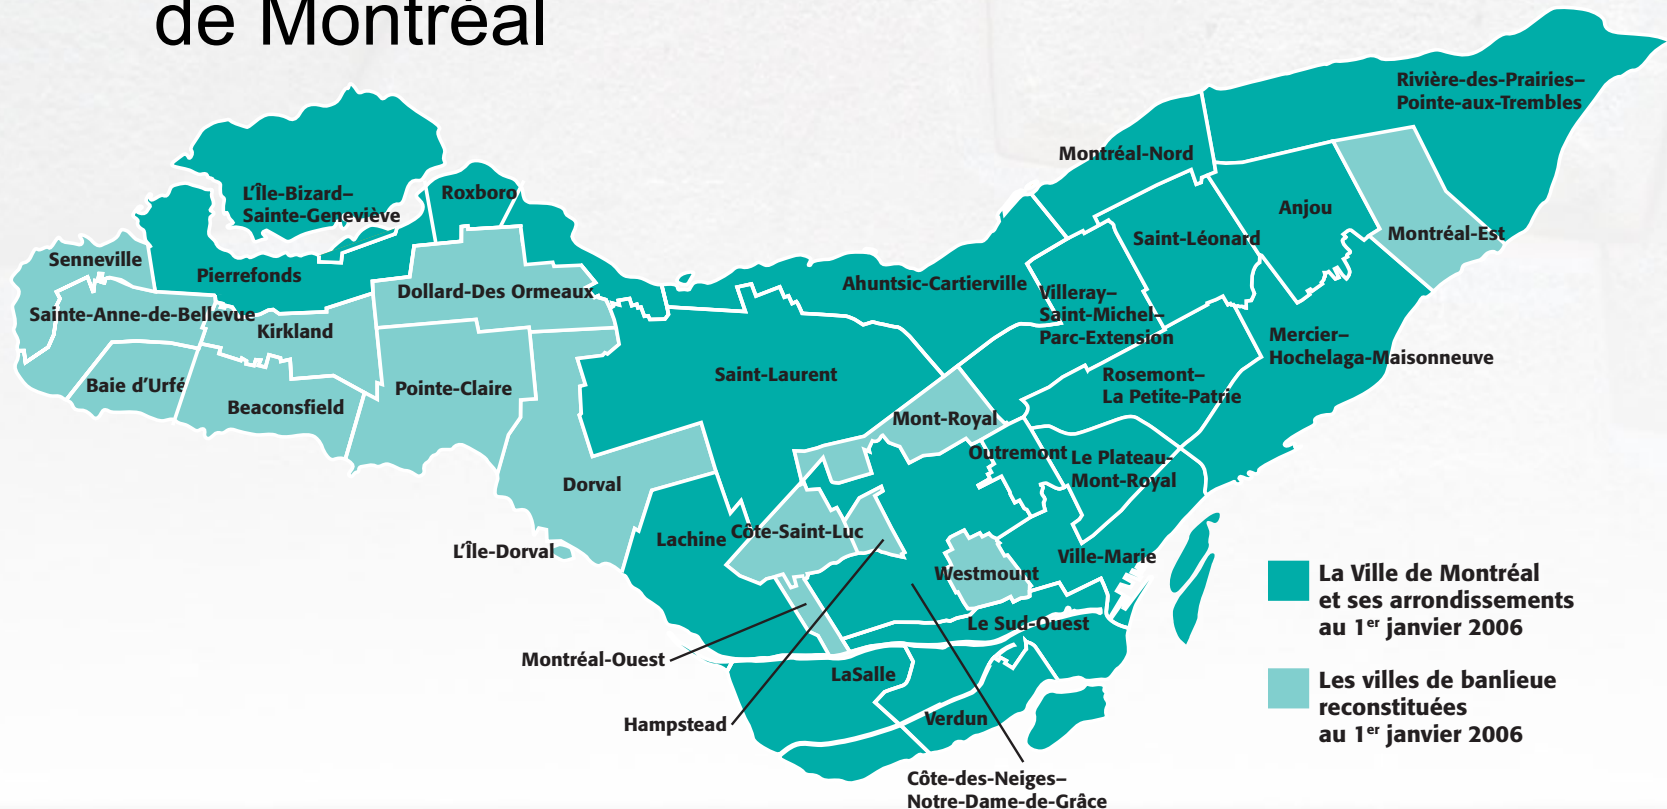 de Montréal
Rivière-des-Prairies–
Pointe-aux-Trembles
Montréal-Nord
L'Île-Bizard–
Sainte-Geneviève
Roxboro
Anjou
Montréal-Est
Saint-Léonard
Senneville
Pierrefonds
Ahuntsic-Cartierville
Dollard-Des Ormeaux
Villeray–
Saint-Michel–
Parc-Extension
Sainte-Anne-de-Bellevue
Kirkland
Mercier–
Hochelaga-Maisonneuve
Saint-Laurent
Rosemont–
La Petite-Patrie
Baie d'Urfé
Pointe-Claire
Beaconsfield
Mont-Royal
Outremont
Le Plateau-
Mont-Royal
Dorval
Lachine
Côte-Saint-Luc
L'Île-Dorval
Ville-Marie
Westmount
Le Sud-Ouest
Montréal-Ouest
LaSalle
Hampstead
Verdun
Côte-des-Neiges–
Notre-Dame-de-Grâce
La Ville de Montréal
et ses arrondissements
au 1er janvier 2006
Les villes de banlieue
reconstituées
au 1er janvier 2006